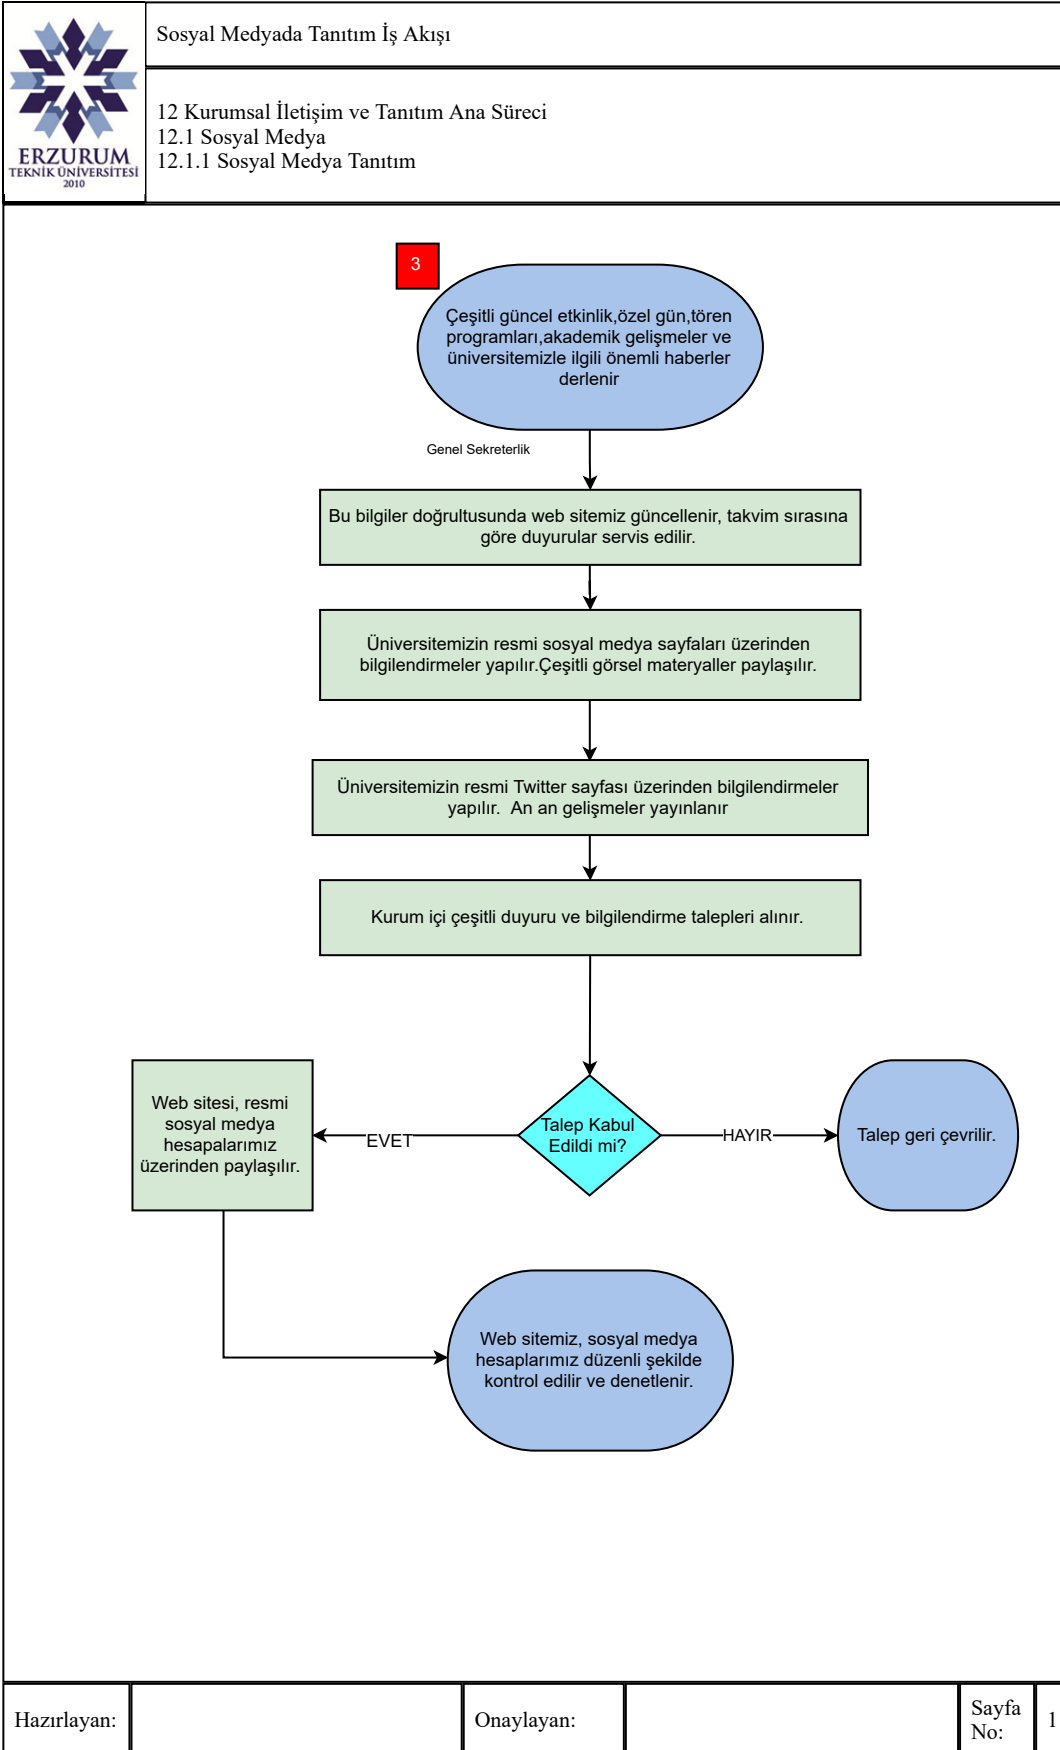 Sosyal Medyada Tanıtım İş Akışı
12 Kurumsal İletişim ve Tanıtım Ana Süreci
12.1 Sosyal Medya
12.1.1 Sosyal Medya Tanıtım
ERZURUM
TEKNİK ÜNİVERSİTESİ
2010
3
Çeşitli güncel etkinlik,özel gün,tören
programları,akademik gelişmeler ve
üniversitemizle ilgili önemli haberler
derlenir
Genel Sekreterlik
Bu bilgiler doğrultusunda web sitemiz güncellenir, takvim sırasına
göre duyurular servis edilir.
Üniversitemizin resmi sosyal medya sayfaları üzerinden
bilgilendirmeler yapılır.Çeşitli görsel materyaller paylaşılır.
Üniversitemizin resmi Twitter sayfası üzerinden bilgilendirmeler
yapılır.  An an gelişmeler yayınlanır
Kurum içi çeşitli duyuru ve bilgilendirme talepleri alınır.
Web sitesi, resmi
sosyal medya
hesapalarımız
üzerinden paylaşılır.
EVET
Talep Kabul
Edildi mi?
HAYIR
Talep geri çevrilir.
Web sitemiz, sosyal medya
hesaplarımız düzenli şekilde
kontrol edilir ve denetlenir.
Hazırlayan:
Onaylayan:
Sayfa
No:
1